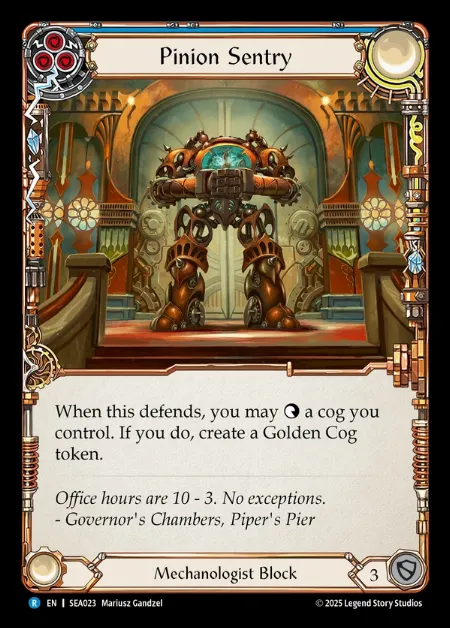 Pinion Sentry
When this defends, you may a cog you
control. If you do, create a Golden Cog
token.
Office hours are 10 - 3. No exceptions.
- Governor's Chambers, Piper's Pier
Mechanologist Block
3
R EN | SEA023 Mariusz Gandzel
© 2025 Legend Story Studios